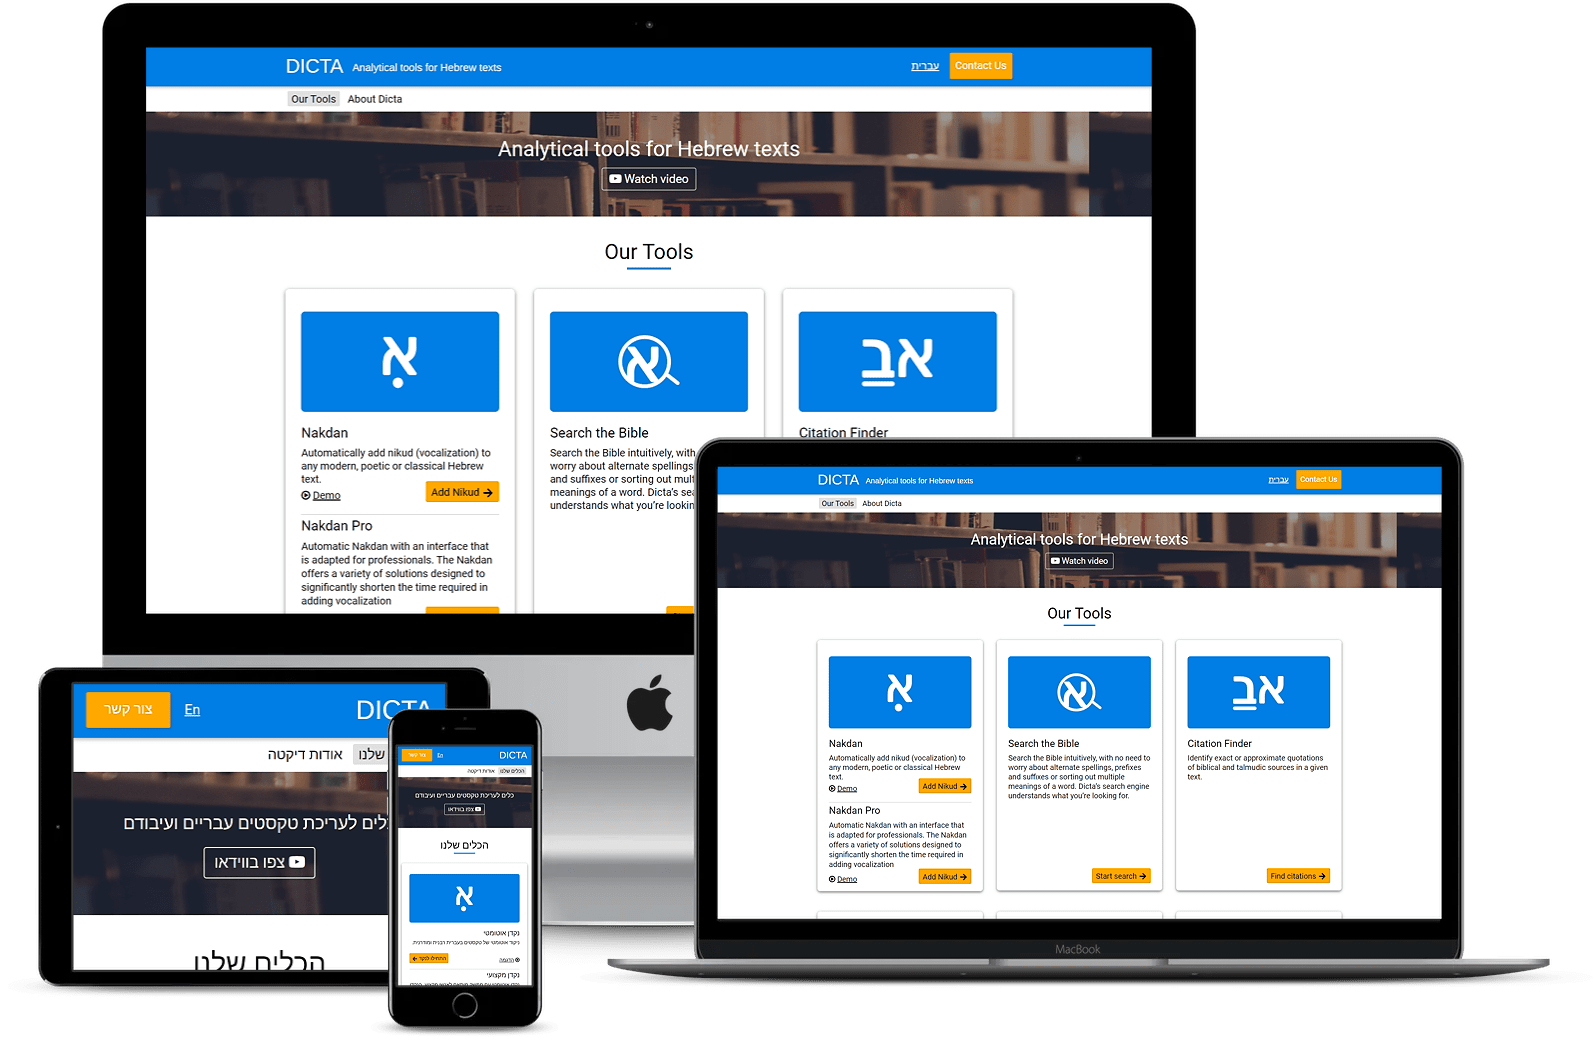 DICTA Analytical tools for Hebrew texts עברית Contact Us
Our Tools About Dicta
Analytical tools for Hebrew texts
Watch video
Our Tools
אִ
א
אבַ
Nakdan
Automatically add nikud (vocalization) to
any modern, poetic or classical Hebrew
text.
Demo
Add Nikud
Nakdan Pro
Automatic Nakdan with an interface that
is adapted for professionals. The Nakdan
offers a variety of solutions designed to
significantly shorten the time required in
adding vocalization
Search the Bible
Search the Bible intuitively, with
worry about alternate spellings,
and suffixes or sorting out mult
meanings of a word. Dicta's sea
understands what you're lookin
Citation Finder
DICTA Analytical tools for Hebrew texts עברית Contact Us
Our Tools About Dicta
Analytical tools for Hebrew texts
Watch video
Our Tools
אִ
א
אבַ
Nakdan
Automatically add nikud (vocalization) to
any modern, poetic or classical Hebrew
text.
Demo
Add Nikud
Nakdan Pro
Automatic Nakdan with an interface that
is adapted for professionals. The Nakdan
offers a variety of solutions designed to
significantly shorten the time required in
adding vocalization
Demo
Add Nikud
Search the Bible
Search the Bible intuitively, with no need to
worry about alternate spellings, prefixes
and suffixes or sorting out multiple
meanings of a word. Dicta's search engine
understands what you're looking for.
Start search
Citation Finder
Identify exact or approximate quotations
of biblical and talmudic sources in a given
text.
Find citations
MacBook
צור קשר En DICTA
שלנו אודות דיקטה
לים לעריכת טקסטים עבריים ועיבודם
צפו בווידאו
הכלים שלנו
צור קשר En DICTA
הכלים שלנו אודות דיקטה
כלים לעריכת טקסטים עבריים ועיבודם
צפו בווידאו
הכלים שלנו
אִ
נקדן אוטומטי
ניקוד אוטומטי של טקסטים בעברית רבנית ומודרנית.
הדגמה
התחילו לנקד
נקדן מקצועי